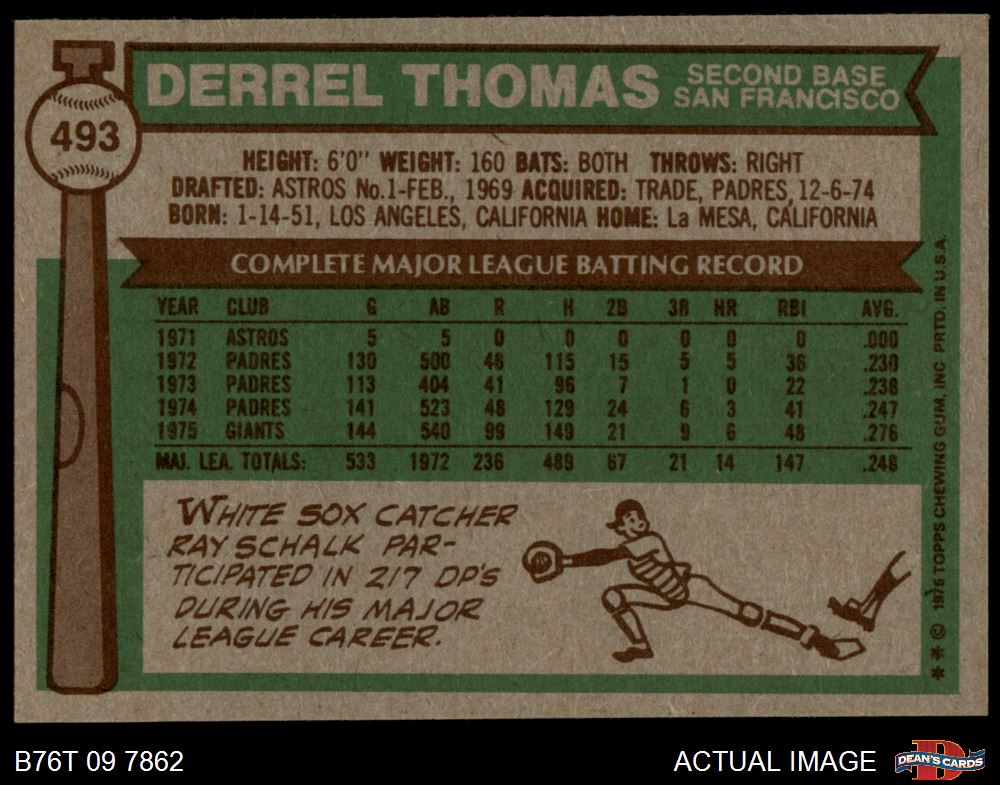 493
DERREL THOMAS
SECOND BASE
SAN FRANCISCO
HEIGHT: 6'0" WEIGHT: 160 BATS: BOTH THROWS: RIGHT
DRAFTED: ASTROS No.1-FEB., 1969 ACQUIRED: TRADE, PADRES, 12-6-74
BORN: 1-14-51, LOS ANGELES, CALIFORNIA HOME: La MESA, CALIFORNIA
COMPLETE MAJOR LEAGUE BATTING RECORD
YEAR CLUB G AB R H 2B 3B HR RBI AVG.
1971 ASTROS 5 5 0 0 0 0 0 0 .000
1972 PADRES 130 500 48 115 15 5 5 36 .230
1973 PADRES 113 404 41 96 7 1 0 22 .238
1974 PADRES 141 523 48 129 24 6 3 41 .247
1975 GIANTS 144 540 99 149 21 9 6 48 .276
MAJ. LEA. TOTALS: 533 1972 236 489 67 21 14 147 .248
WHITE SOX CATCHER
RAY SCHALK PAR-
TICIPATED IN 217 DP'S
DURING HIS MAJOR
LEAGUE CAREER.
* * © 1976 TOPPS CHEWING GUM, INC PRTD. IN U.S.A.
B76T 09 7862
ACTUAL IMAGE
D
DEAN'S CARDS